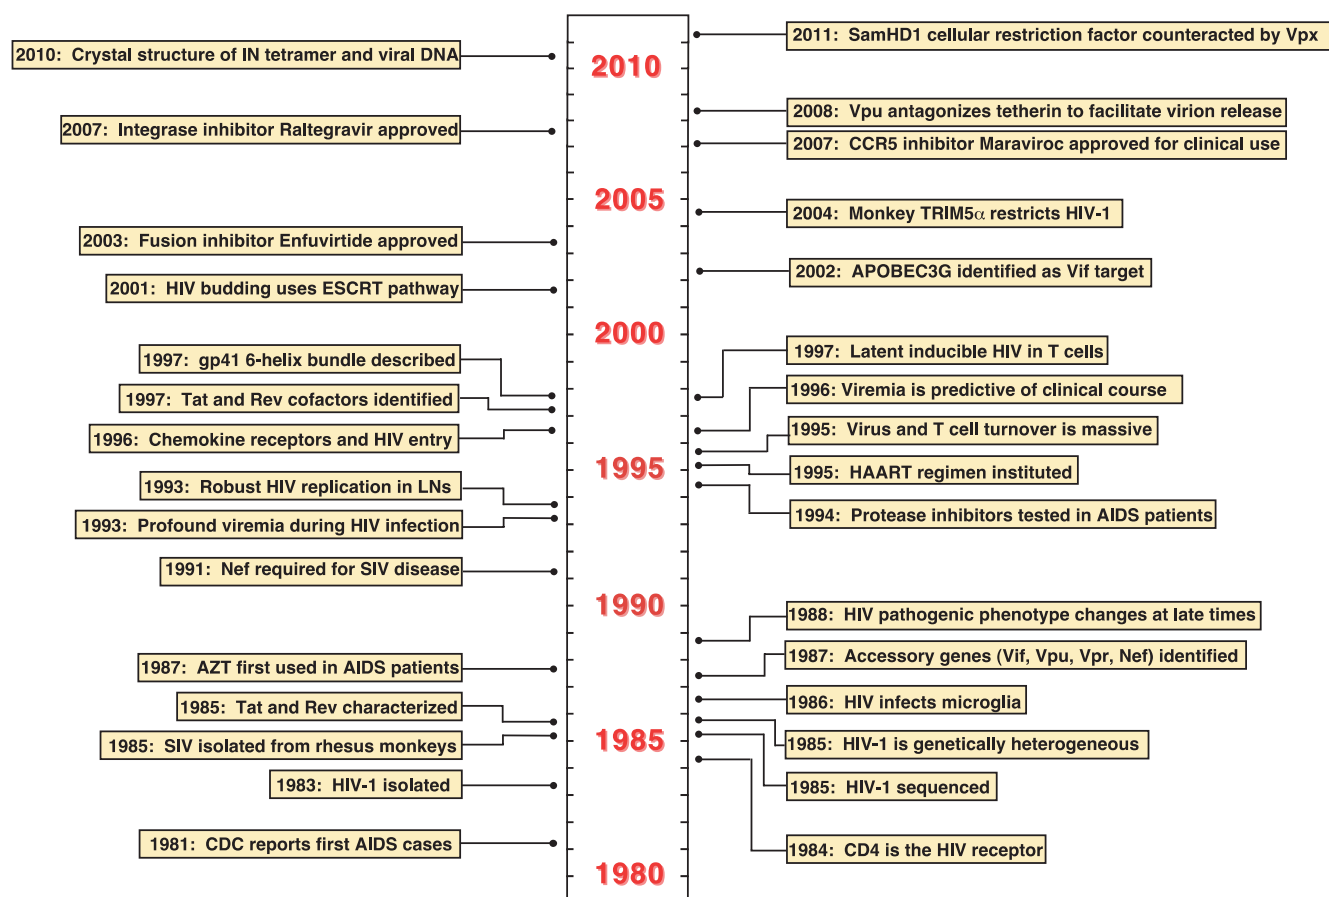 2010: Crystal structure of IN tetramer and viral DNA
2007: Integrase inhibitor Raltegravir approved
2003: Fusion inhibitor Enfuvirtide approved
2001: HIV budding uses ESCRT pathway
1997: gp41 6-helix bundle described
1997: Tat and Rev cofactors identified
1996: Chemokine receptors and HIV entry
1993: Robust HIV replication in LNs
1993: Profound viremia during HIV infection
1991: Nef required for SIV disease
1987: AZT first used in AIDS patients
1985: Tat and Rev characterized
1985: SIV isolated from rhesus monkeys
1983: HIV-1 isolated
1981: CDC reports first AIDS cases
2010
2005
2000
1995
1990
1985
1980
2011: SamHD1 cellular restriction factor counteracted by Vpx
2008: Vpu antagonizes tetherin to facilitate virion release
2007: CCR5 inhibitor Maraviroc approved for clinical use
2004: Monkey TRIM5α restricts HIV-1
2002: APOBEC3G identified as Vif target
1997: Latent inducible HIV in T cells
1996: Viremia is predictive of clinical course
1995: Virus and T cell turnover is massive
1995: HAART regimen instituted
1994: Protease inhibitors tested in AIDS patients
1988: HIV pathogenic phenotype changes at late times
1987: Accessory genes (Vif, Vpu, Vpr, Nef) identified
1986: HIV infects microglia
1985: HIV-1 is genetically heterogeneous
1985: HIV-1 sequenced
1984: CD4 is the HIV receptor